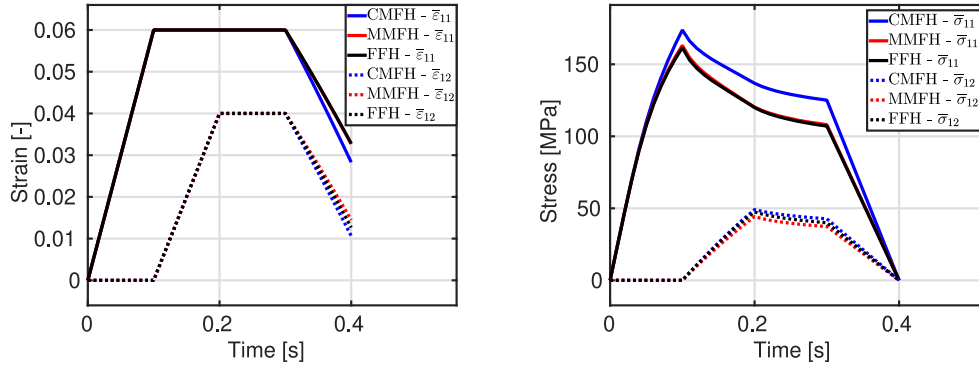 CMFH - ε̅₁₁
MMFH - ε̅₁₁
FFH - ε̅₁₁
CMFH - ε̅₁₂
MMFH - ε̅₁₂
FFH - ε̅₁₂
0.06
0.05
0.04
0.03
0.02
0.01
0
Strain [-]
0
0.2
0.4
Time [s]
CMFH - σ̅₁₁
MMFH - σ̅₁₁
FFH - σ̅₁₁
CMFH - σ̅₁₂
MMFH - σ̅₁₂
FFH - σ̅₁₂
150
100
50
0
Stress [MPa]
0
0.2
0.4
Time [s]